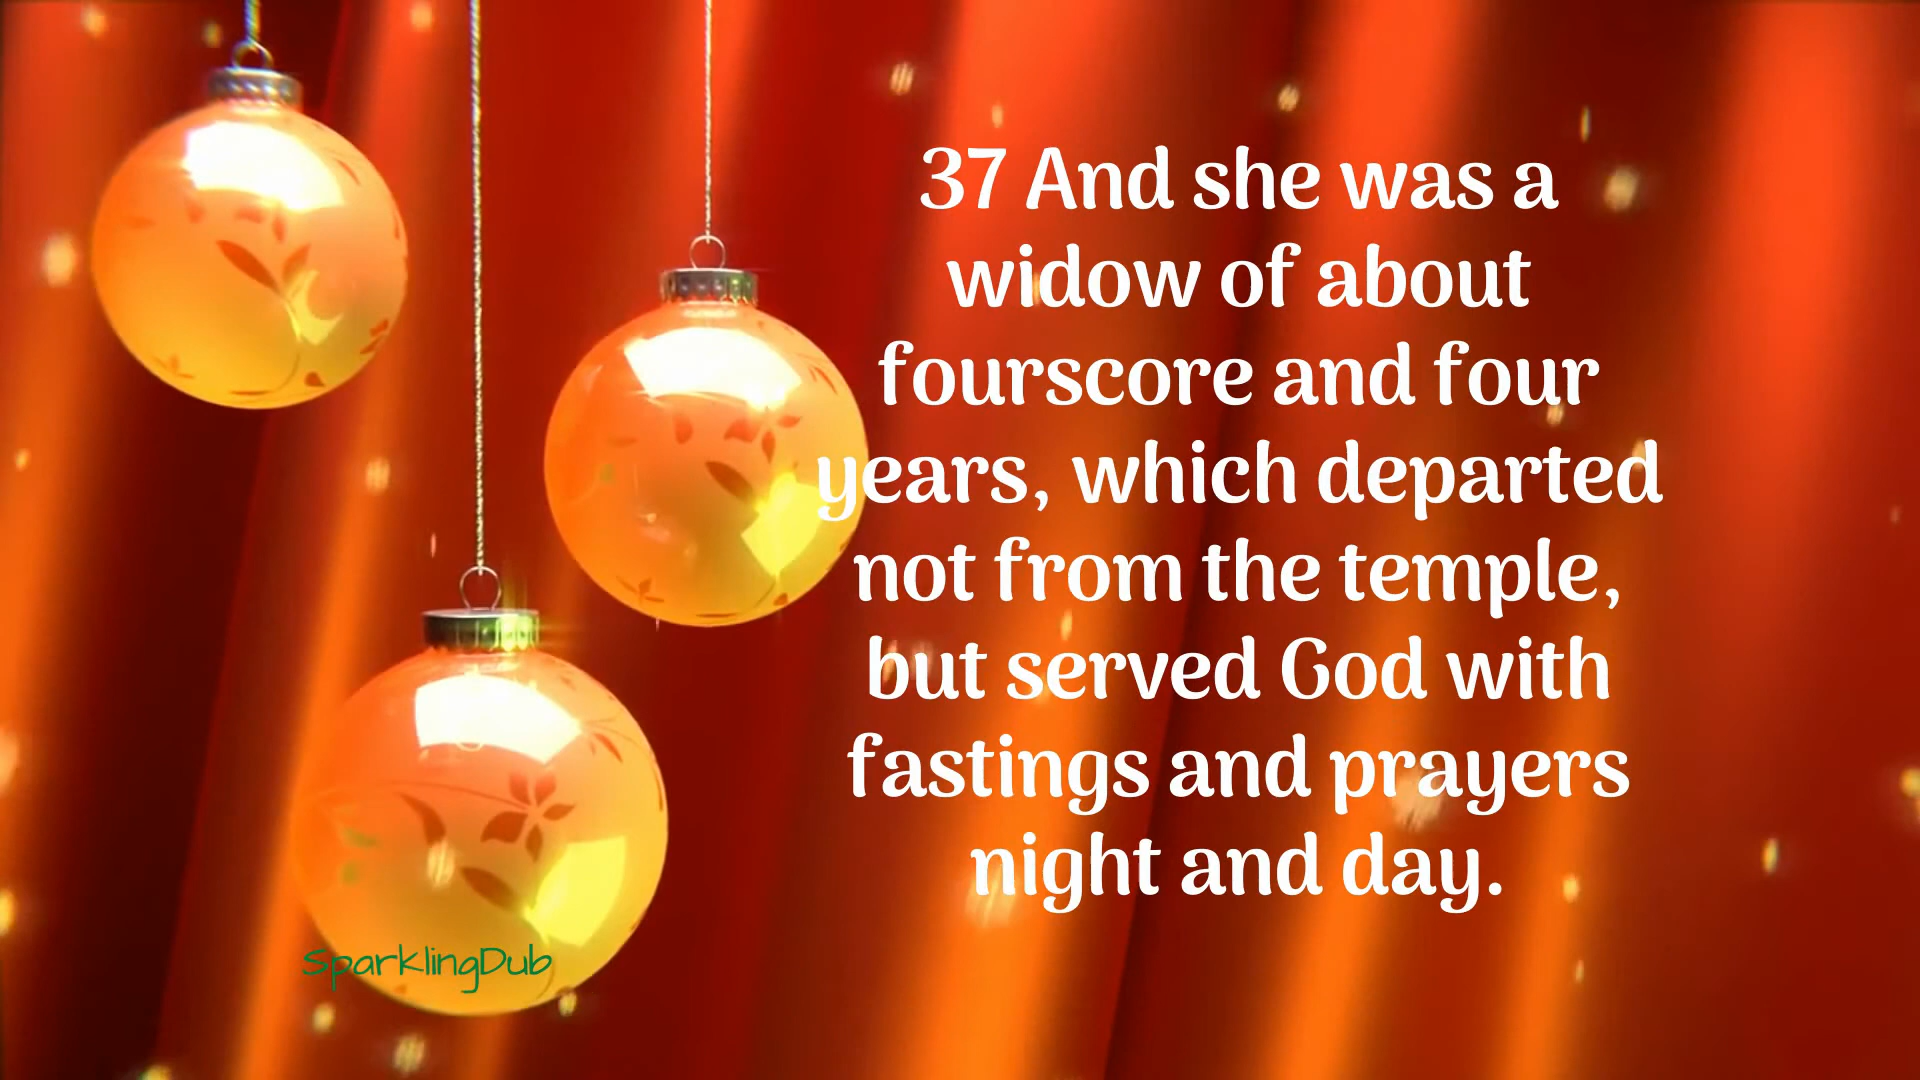 37 And she was a
widow of about
fourscore and four
years, which departed
not from the temple,
but served God with
fastings and prayers
night and day.
SparklingDub